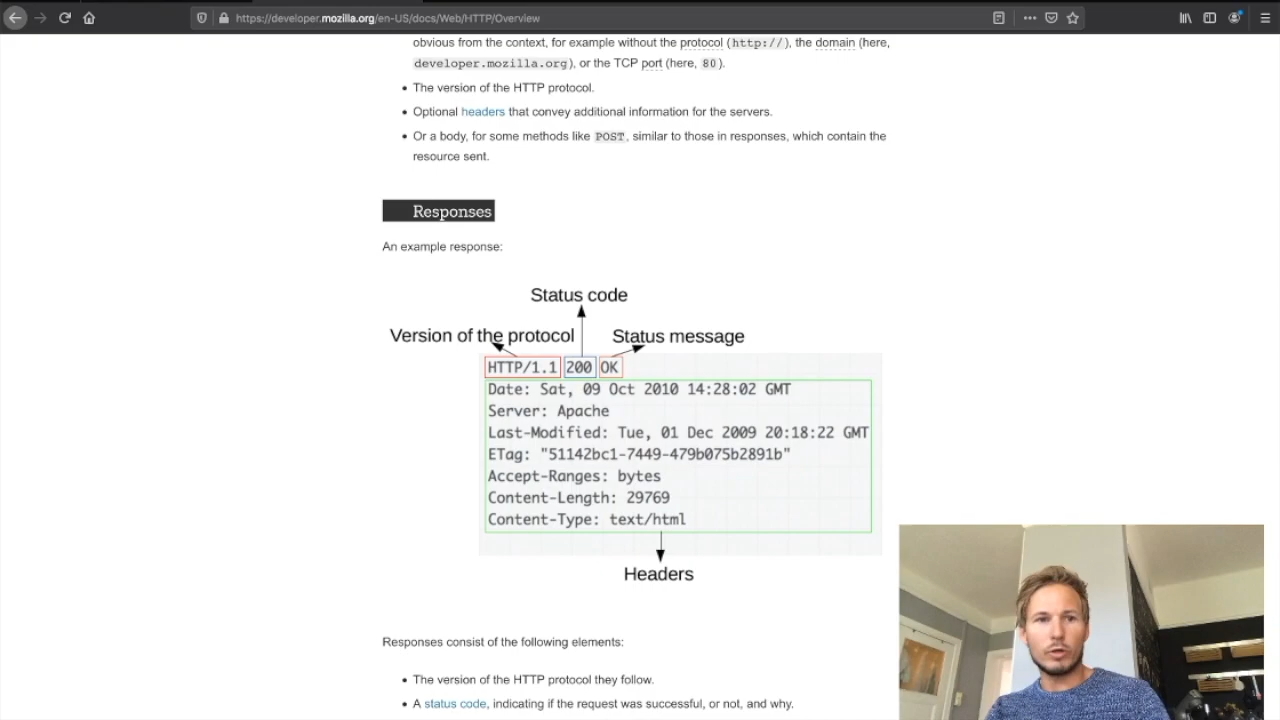 https://developer.mozilla.org/en-US/docs/Web/HTTP/Overview
obvious from the context, for example without the protocol (http://), the domain (here,
developer.mozilla.org), or the TCP port (here, 80).
• The version of the HTTP protocol.
• Optional headers that convey additional information for the servers.
• Or a body, for some methods like POST, similar to those in responses, which contain the
resource sent.
Responses
An example response:
Status code
Version of the protocol
Status message
HTTP/1.1 200 OK
Date: Sat, 09 Oct 2010 14:28:02 GMT
Server: Apache
Last-Modified: Tue, 01 Dec 2009 20:18:22 GMT
ETag: "51142bc1-7449-479b075b2891b"
Accept-Ranges: bytes
Content-Length: 29769
Content-Type: text/html
Headers
Responses consist of the following elements:
• The version of the HTTP protocol they follow.
• A status code, indicating if the request was successful, or not, and why.